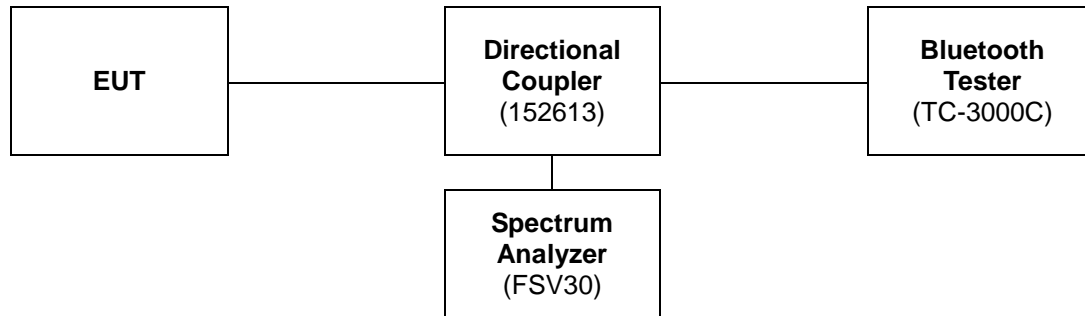 EUT
Directional
Coupler
(152613)
Bluetooth
Tester
(TC-3000C)
Spectrum
Analyzer
(FSV30)